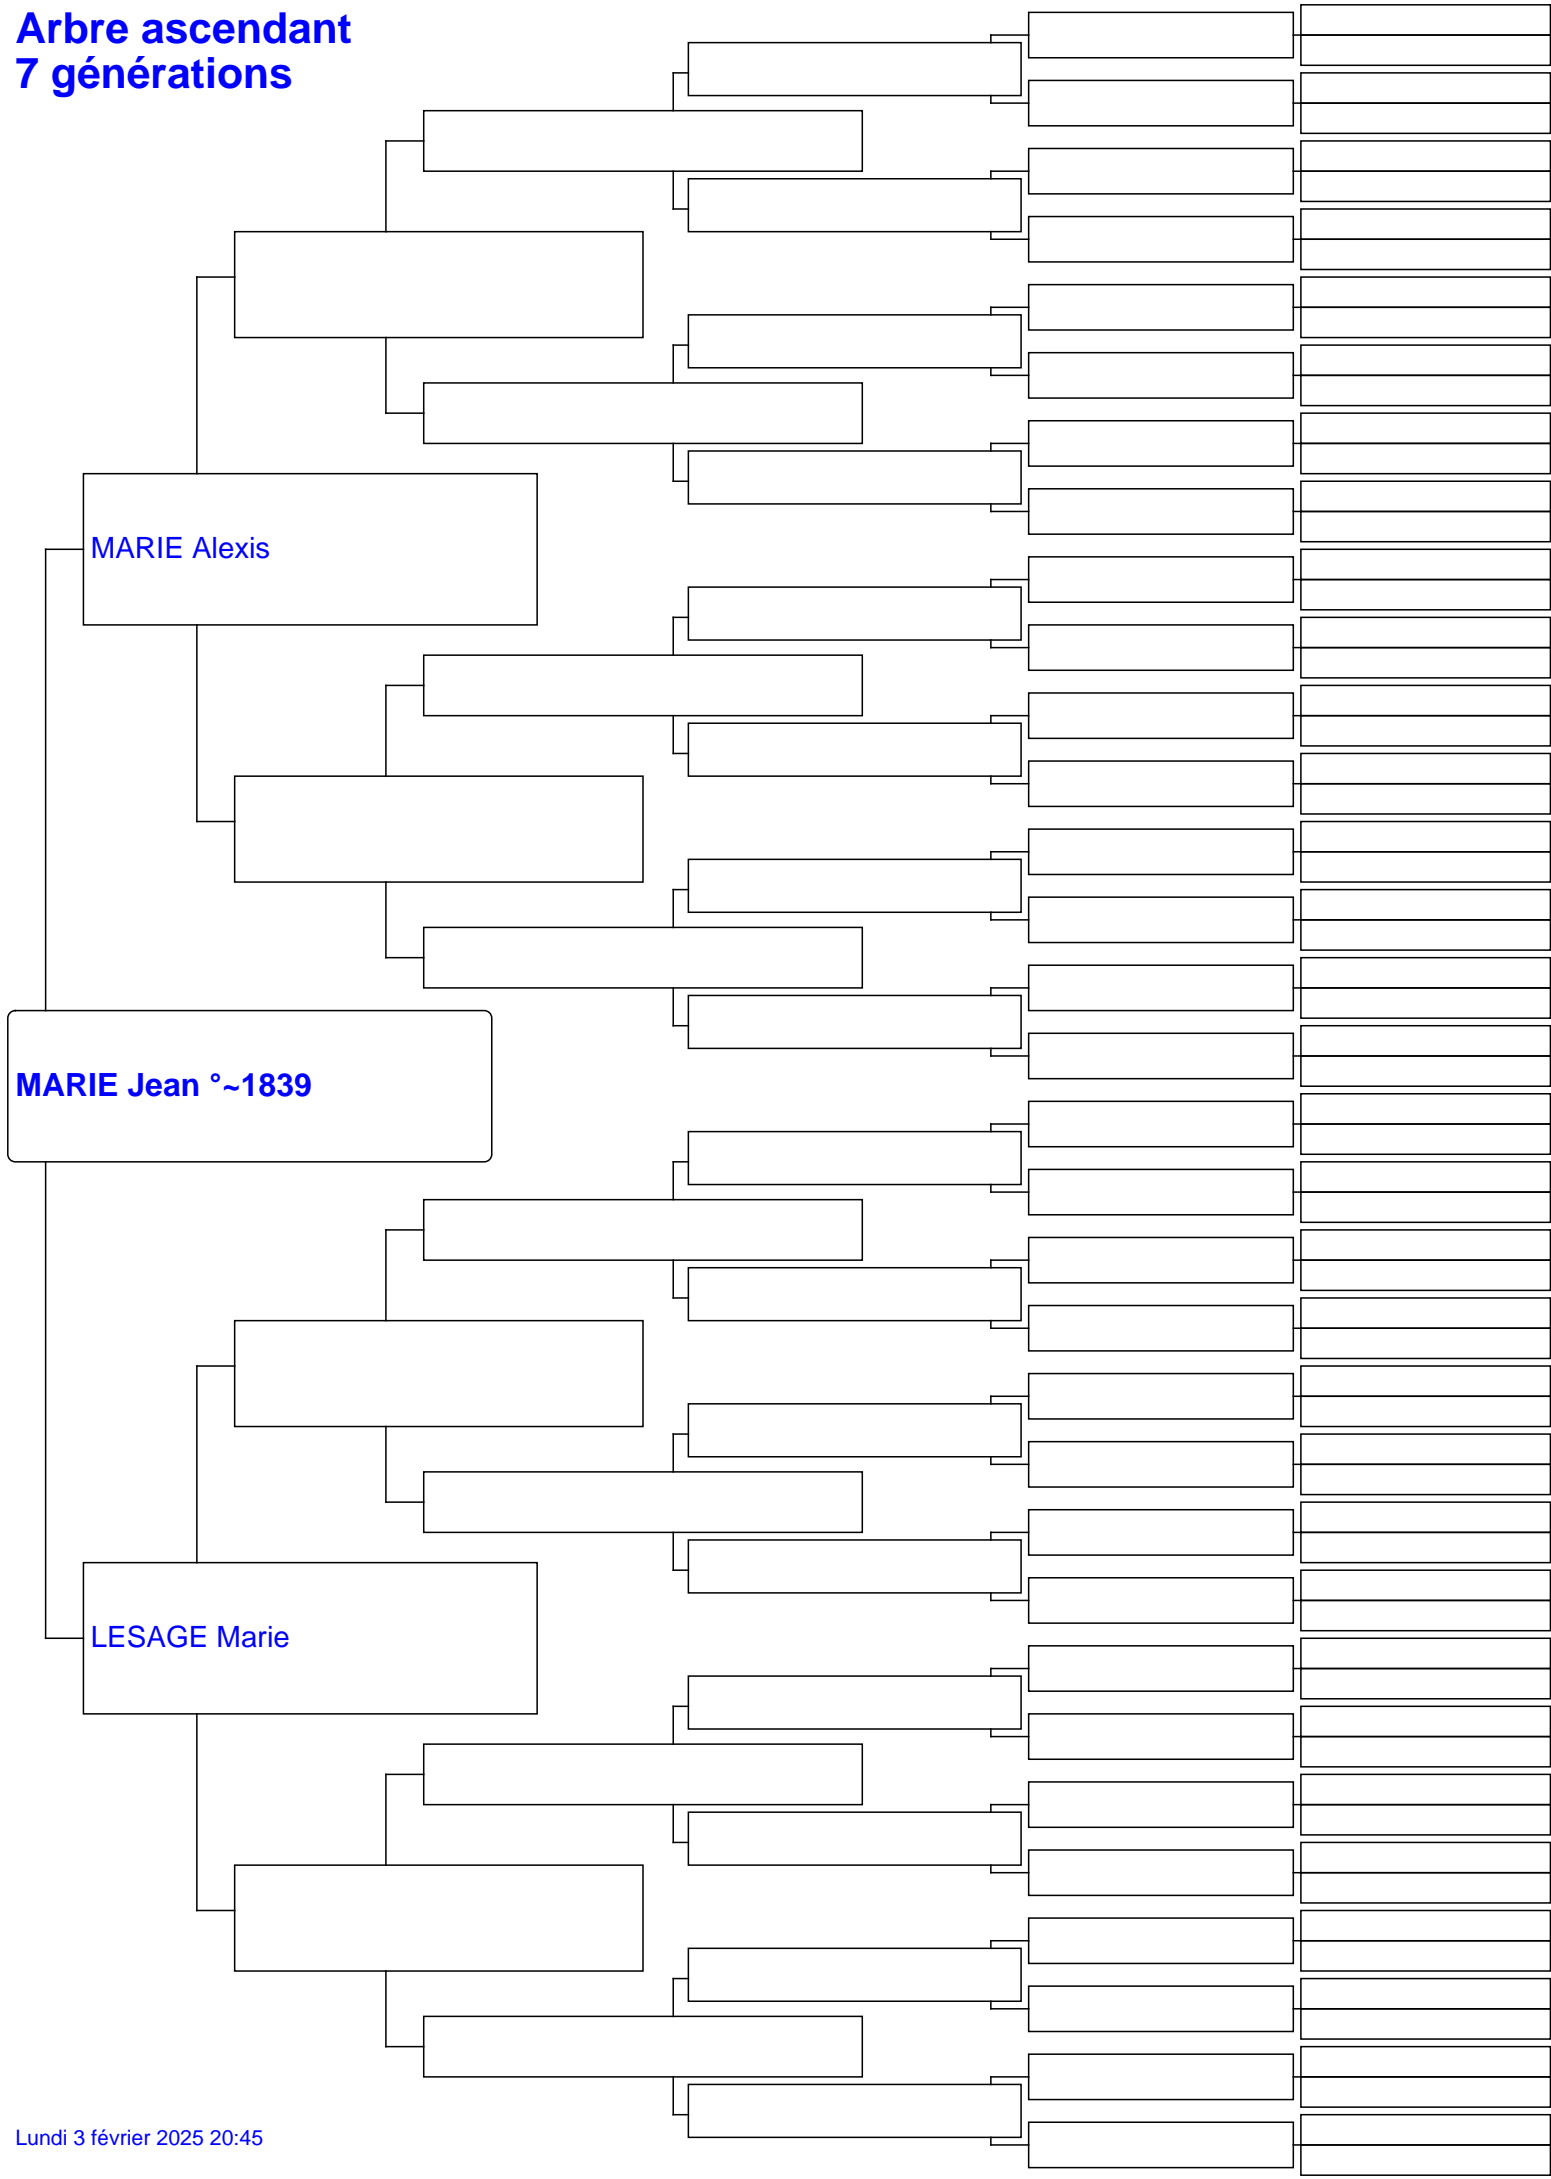 Arbre ascendant
7 générations
MARIE Alexis
MARIE Jean °~1839
LESAGE Marie
Lundi 3 février 2025 20:45